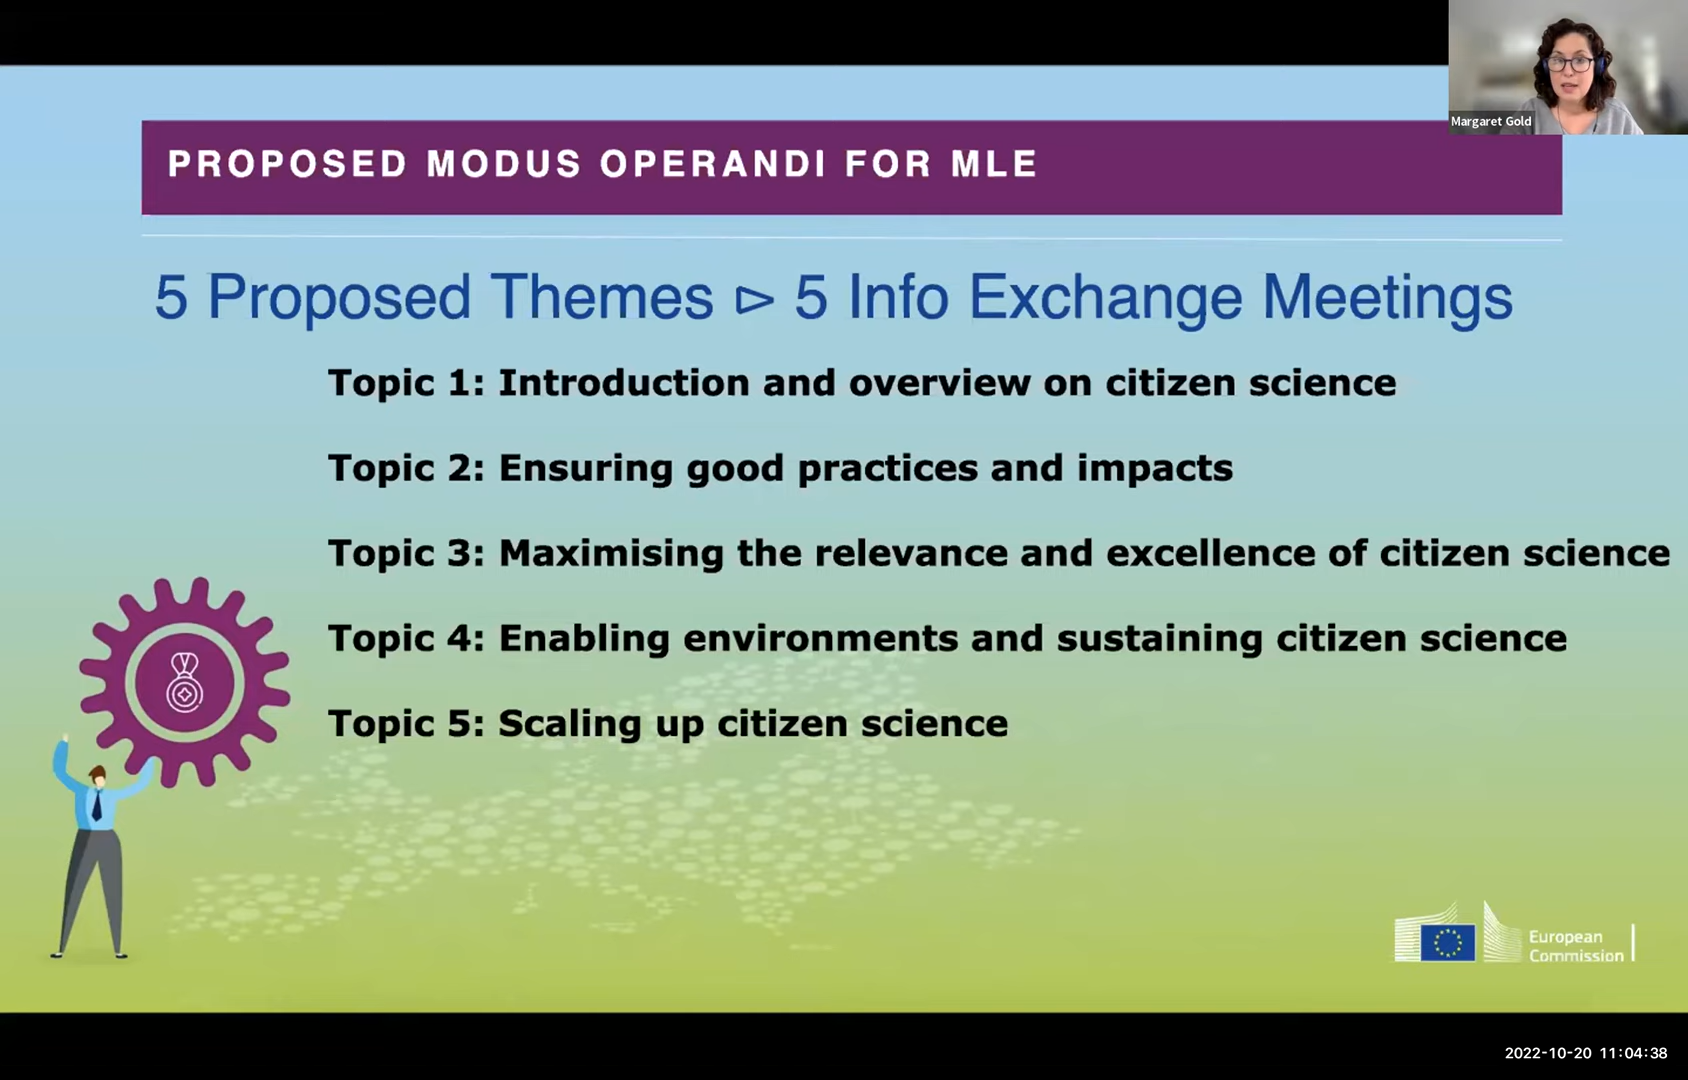 Margaret Gold
PROPOSED MODUS OPERANDI FOR MLE
5 Proposed Themes ⊳ 5 Info Exchange Meetings
Topic 1: Introduction and overview on citizen science
Topic 2: Ensuring good practices and impacts
Topic 3: Maximising the relevance and excellence of citizen science
Topic 4: Enabling environments and sustaining citizen science
Topic 5: Scaling up citizen science
European
Commission
2022-10-20 11:04:38